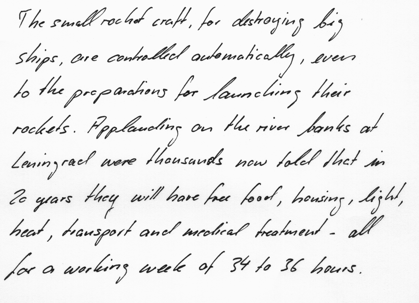 The small rocket craft, for destroying big
ships, are controlled automatically, even
to the preparations for launching their
rockets. Applauding on the river banks at
Leningrad were thousands now told that in
20 years they will have free food, housing, light,
heat, transport and medical treatment - all
for a working week of 34 to 36 hours.